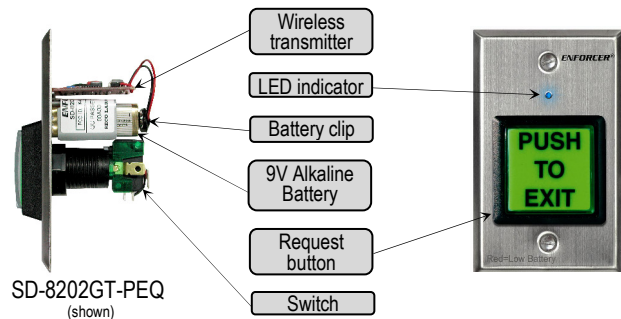 Wireless
transmitter
LED indicator
Battery clip
9V Alkaline
Battery
Request
button
Switch
SD-8202GT-PEQ
(shown)
ENFORCER®
PUSH
TO
EXIT
Red=Low Battery